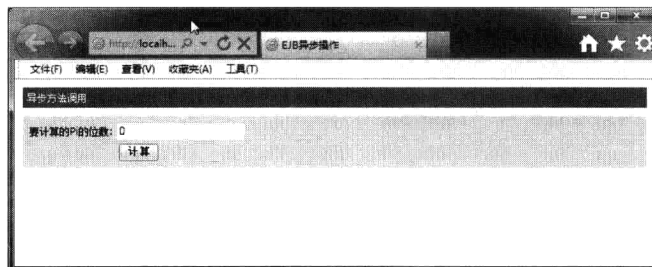 http://localh...
EJB异步操作
文件(F) 编辑(E) 查看(V) 收藏夹(A) 工具(T)
异步方法调用
要计算的Pi的位数: 0
计算